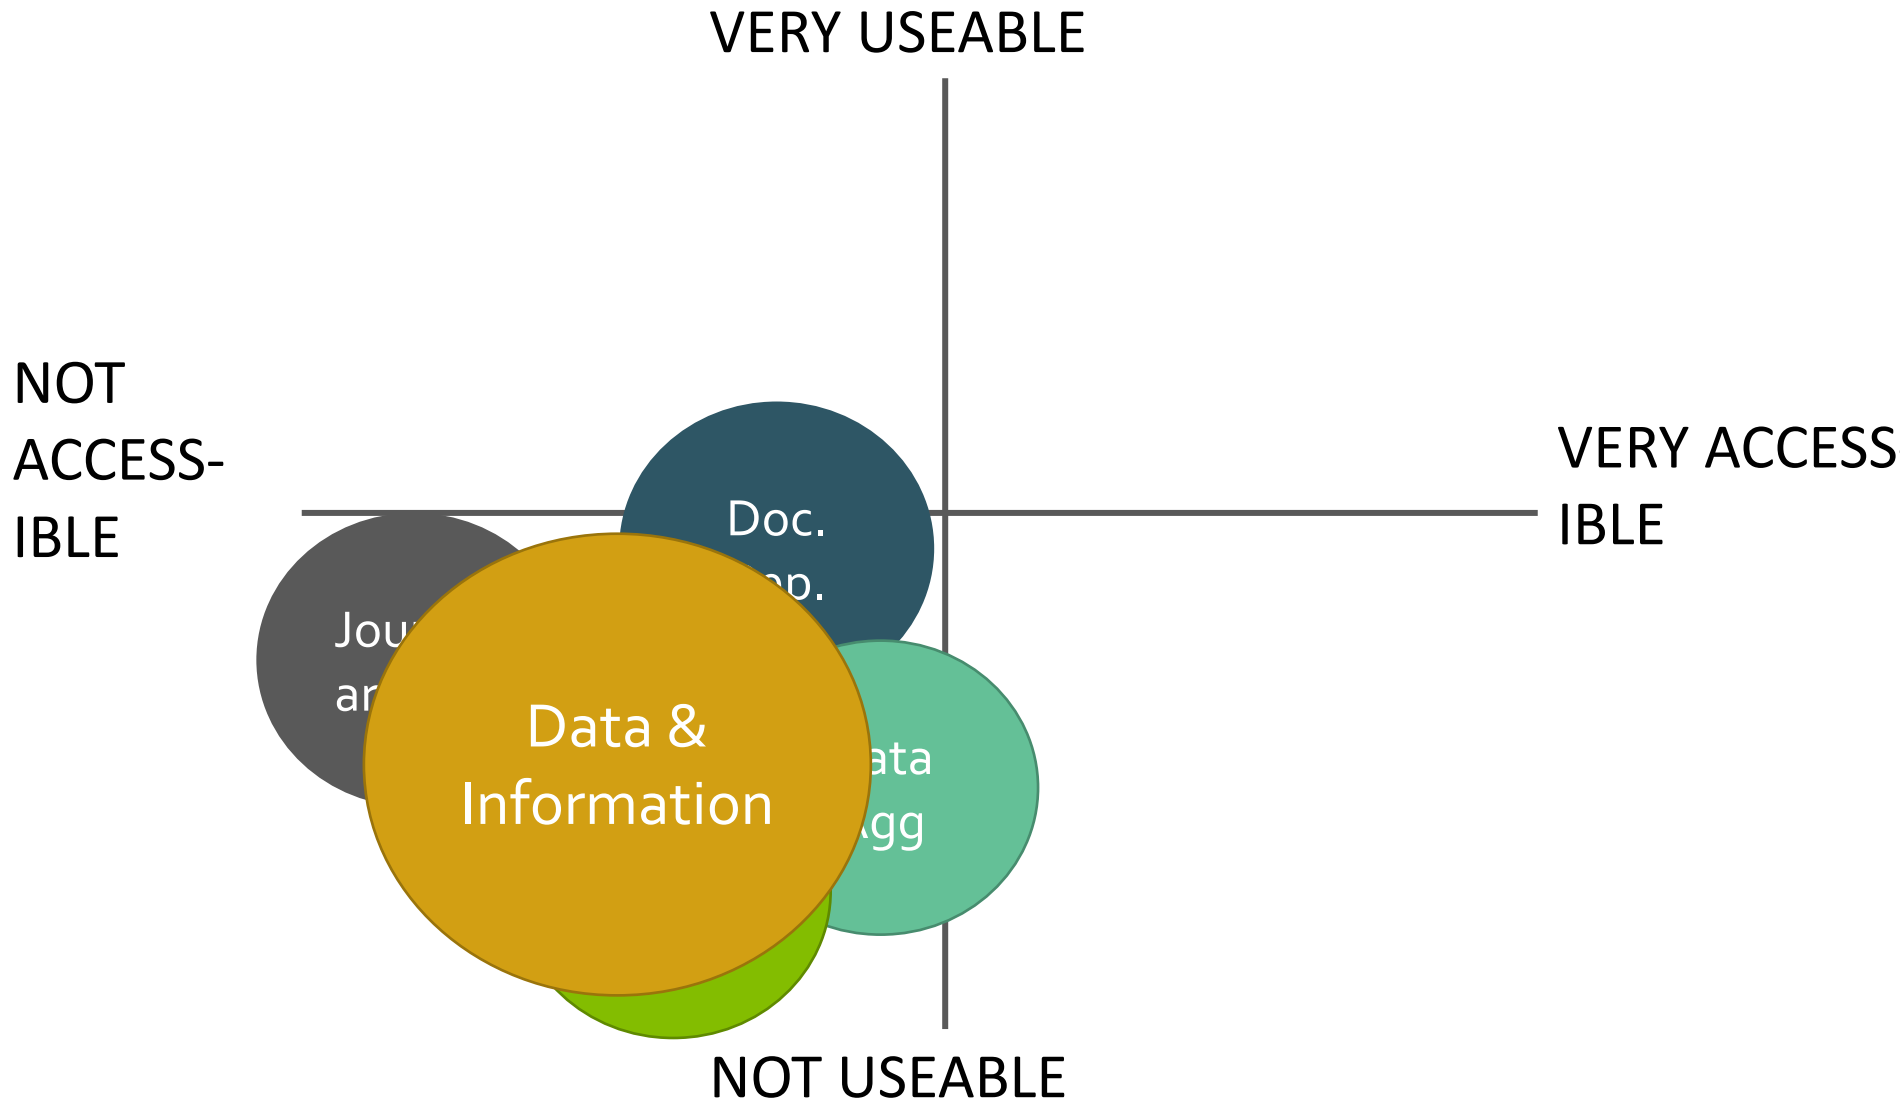 VERY USEABLE
NOT
ACCESS-
IBLE
VERY ACCESS
IBLE
Doc.
Data &
Information
NOT USEABLE